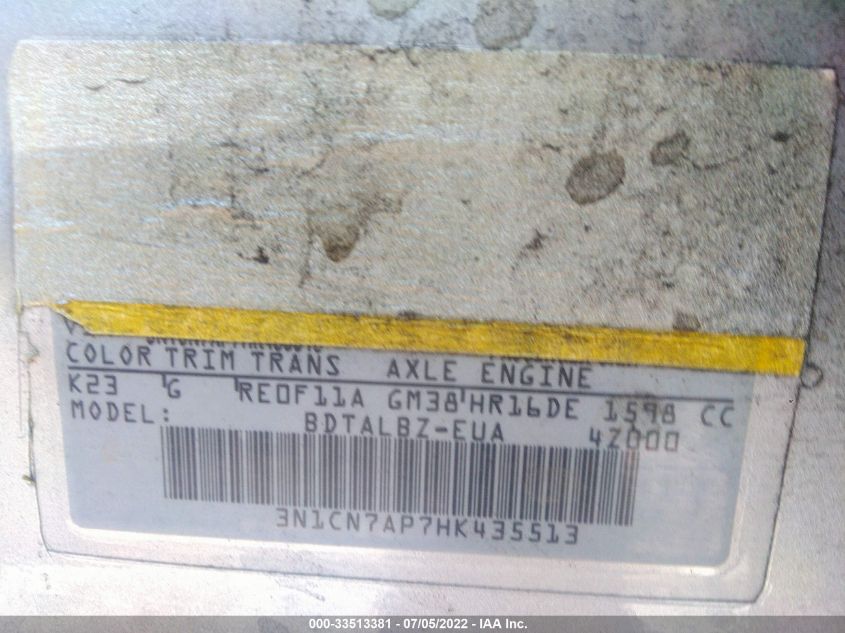 COLOR TRIM TRANS AXLE ENGINE
K23 G RE0F11A GM38 HR16DE 1598 CC
MODEL: BDTALBZ-EUA 4Z000
3N1CN7AP7HK435513
000-33513381 - 07/05/2022 - IAA Inc.